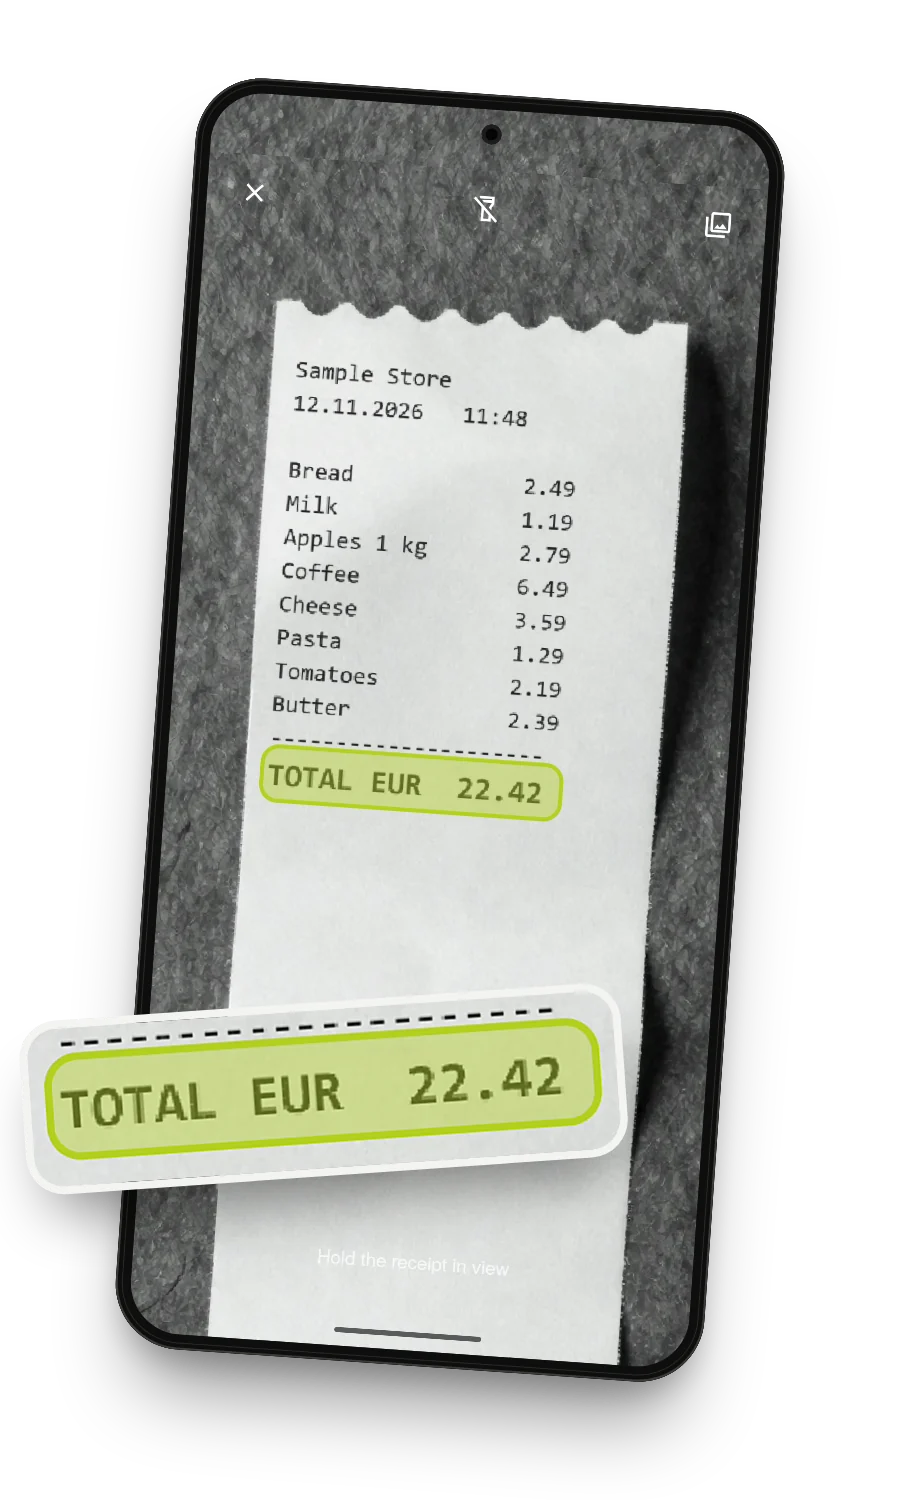 Sample Store
12.11.2026 11:48
Bread 2.49
Milk 1.19
Apples 1 kg 2.79
Coffee 6.49
Cheese 3.59
Pasta 1.29
Tomatoes 2.19
Butter 2.39
----------------------
TOTAL EUR 22.42
---------------------
TOTAL EUR 22.42
Hold the receipt in view